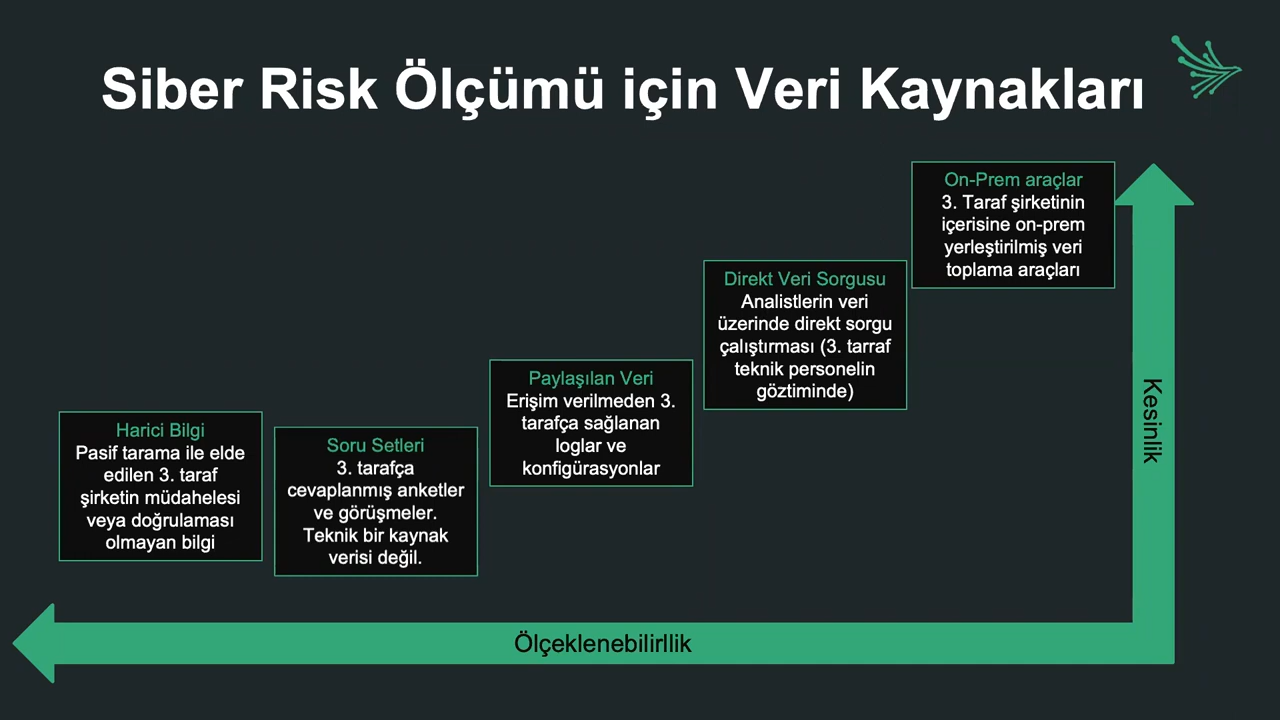 Siber Risk Ölçümü için Veri Kaynakları
Harici Bilgi
Pasif tarama ile elde
edilen 3. taraf
şirketin müdahelesi
veya doğrulaması
olmayan bilgi
Soru Setleri
3. tarafça
cevaplanmış anketler
ve görüşmeler.
Teknik bir kaynak
verisi değil.
Paylaşılan Veri
Erişim verilmeden 3.
tarafça sağlanan
loglar ve
konfigürasyonlar
Direkt Veri Sorgusu
Analistlerin veri
üzerinde direkt sorgu
çalıştırması (3. tarraf
teknik personelin
göztiminde)
On-Prem araçlar
3. Taraf şirketinin
içerisine on-prem
yerleştirilmiş veri
toplama araçları
Kesinlik
Ölçeklenebilirllik